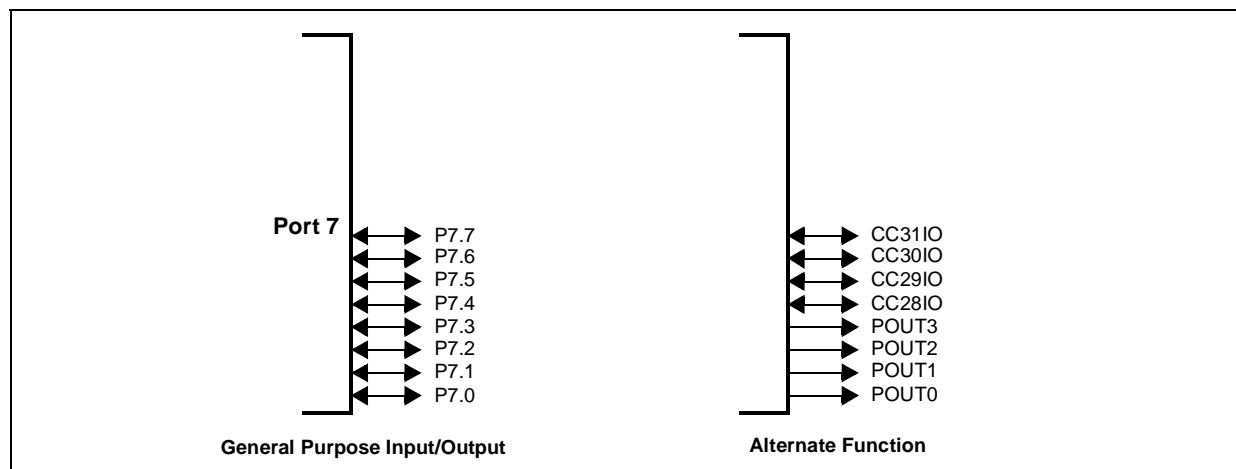 Port 7
P7.7
P7.6
P7.5
P7.4
P7.3
P7.2
P7.1
P7.0
General Purpose Input/Output
CC31IO
CC30IO
CC29IO
CC28IO
POUT3
POUT2
POUT1
POUT0
Alternate Function